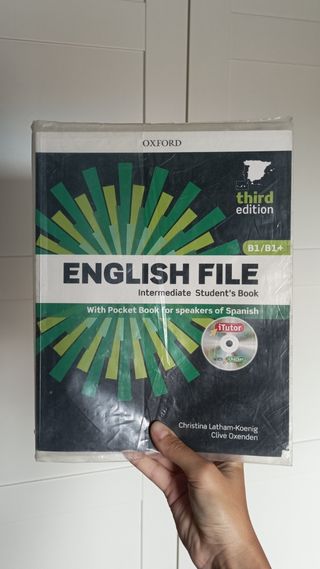 OXFORD
third
edition
B1/B1+
ENGLISH FILE
Intermediate Student's Book
With Pocket Book for speakers of Spanish
iTutor
Christina Latham-Koenig
Clive Oxenden